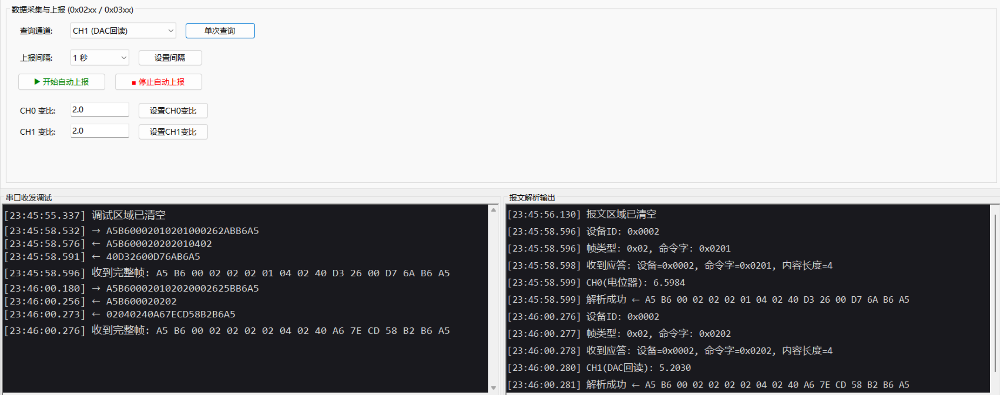 数据采集与上报 (0x02xx / 0x03xx)
查询通道: CH1 (DAC回读) 单次查询
上报间隔: 1 秒 设置间隔
▶ 开始自动上报 ■ 停止自动上报
CH0 变比: 2.0 设置CH0变比
CH1 变比: 2.0 设置CH1变比
串口收发调试
[23:45:55.337] 调试区域已清空
[23:45:58.532] → A5B60002010201000262ABB6A5
[23:45:58.576] ← A5B600020202010402
[23:45:58.591] ← 40D32600D76AB6A5
[23:45:58.596] 收到完整帧: A5 B6 00 02 02 02 01 04 02 40 D3 26 00 D7 6A B6 A5
[23:46:00.180] → A5B600020102020002625BB6A5
[23:46:00.256] ← A5B600020202
[23:46:00.273] ← 02040240A67ECD58B2B6A5
[23:46:00.276] 收到完整帧: A5 B6 00 02 02 02 02 04 02 40 A6 7E CD 58 B2 B6 A5
报文解析输出
[23:45:56.130] 报文区域已清空
[23:45:58.596] 设备ID: 0x0002
[23:45:58.596] 帧类型: 0x02, 命令字: 0x0201
[23:45:58.598] 收到应答: 设备=0x0002, 命令字=0x0201, 内容长度=4
[23:45:58.599] CH0(电位器): 6.5984
[23:45:58.599] 解析成功 ← A5 B6 00 02 02 02 01 04 02 40 D3 26 00 D7 6A B6 A5
[23:46:00.276] 设备ID: 0x0002
[23:46:00.277] 帧类型: 0x02, 命令字: 0x0202
[23:46:00.278] 收到应答: 设备=0x0002, 命令字=0x0202, 内容长度=4
[23:46:00.280] CH1(DAC回读): 5.2030
[23:46:00.281] 解析成功 ← A5 B6 00 02 02 02 02 04 02 40 A6 7E CD 58 B2 B6 A5